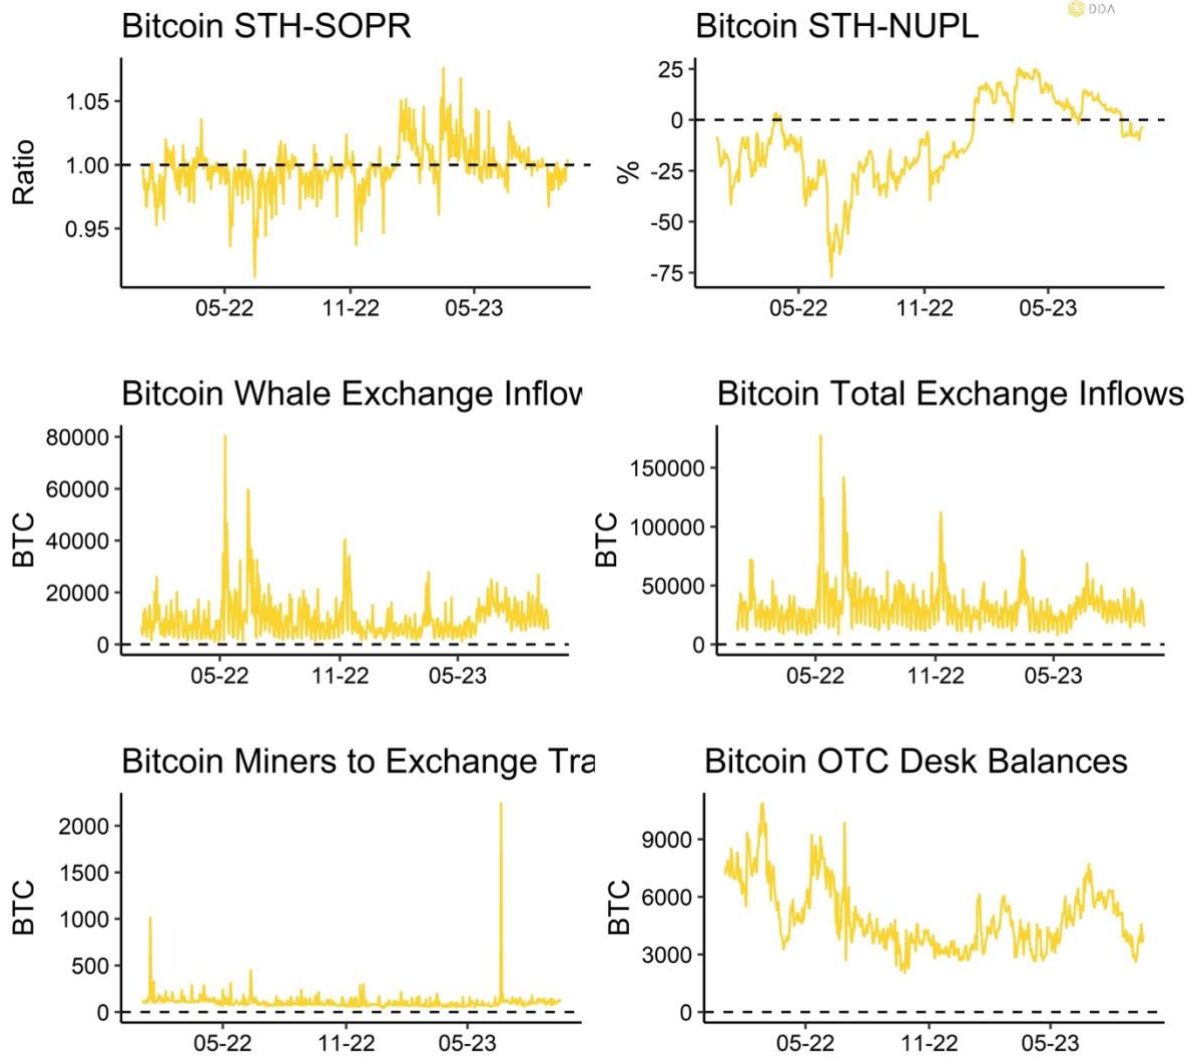 DDA
Bitcoin STH-SOPR
Ratio
1.05
1.00
0.95
05-22 11-22 05-23
Bitcoin STH-NUPL
%
25
0
-25
-50
-75
05-22 11-22 05-23
Bitcoin Whale Exchange Inflow
BTC
80000
60000
40000
20000
0
05-22 11-22 05-23
Bitcoin Total Exchange Inflows
BTC
150000
100000
50000
0
05-22 11-22 05-23
Bitcoin Miners to Exchange Tra
BTC
2000
1500
1000
500
0
05-22 11-22 05-23
Bitcoin OTC Desk Balances
BTC
9000
6000
3000
0
05-22 11-22 05-23